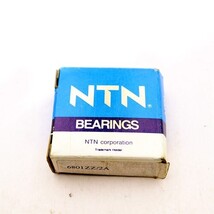 NTN®
BEARINGS
NTN corporation
6801ZZ/2A